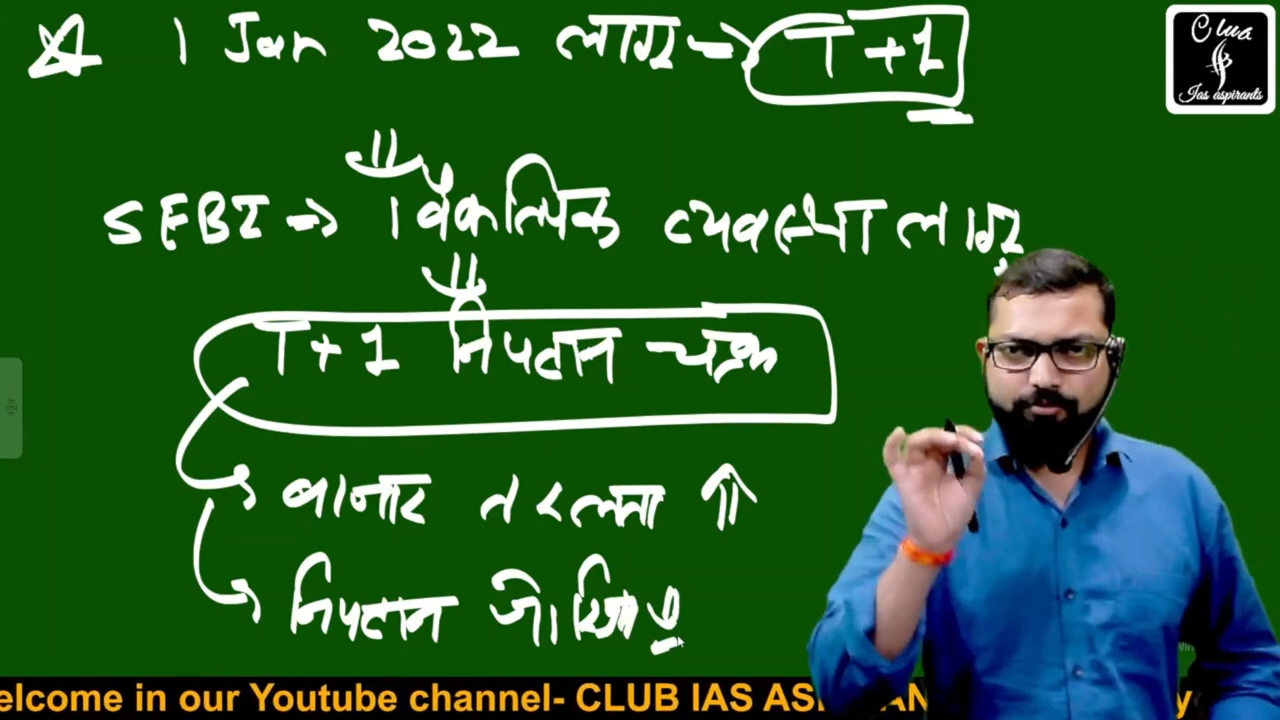 1 Jan 2022 लागू → T+1
Club
Ias aspirants
SEBI ⇒ वैकल्पिक व्यवस्था लागू
T+1 निपटान चक्र
बाजार तरलता ⇑
निपटान जोखिम
elcome in our Youtube channel- CLUB IAS AS